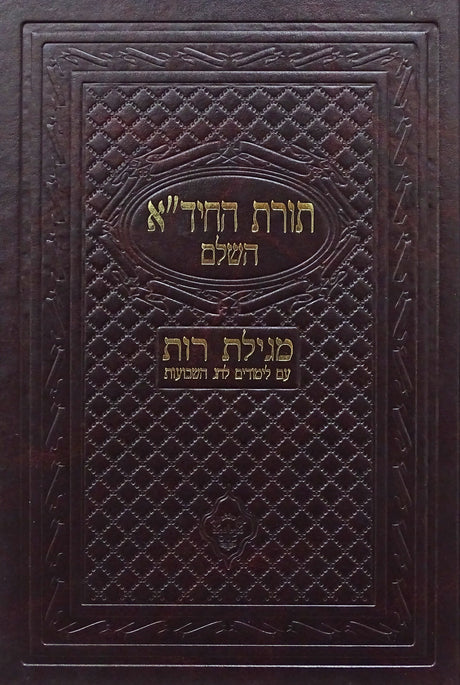 תורת החיד"א
השלם
מגילת רות
עם לימודים לחג השבועות